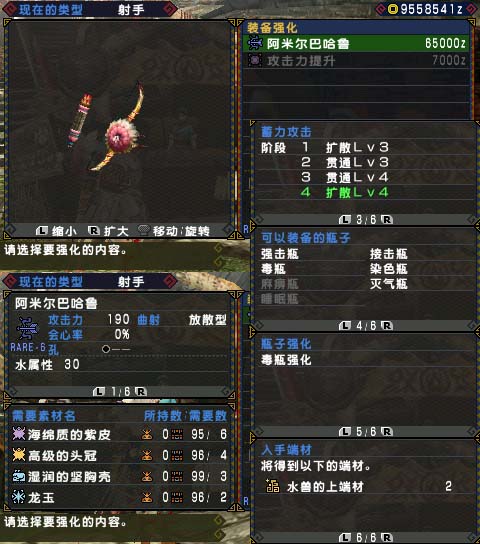 现在的类型 射手
缩小 扩大 移动/旋转
请选择要强化的内容。
9558541z
装备强化
阿米尔巴哈鲁 65000z
攻击力提升 7000z
蓄力攻击
阶段 1 扩散Lv3
2 贯通Lv3
3 贯通Lv4
4 扩散Lv4
L 3/6 R
可以装备的瓶子
强击瓶 接击瓶
毒瓶 染色瓶
麻痹瓶 灭气瓶
睡眠瓶
L 4/6 R
瓶子强化
毒瓶强化
L 5/6 R
入手端材
将得到以下的端材。
水兽的上端材 2
L 6/6 R
现在的类型 射手
阿米尔巴哈鲁
攻击力 190 曲射 放散型
会心率 0%
RARE-6 孔 ○――
水属性 30
L 1/6 R
需要素材名 所持数/需要数
海绵质的紫皮 0 95/ 6
高级的头冠 0 96/ 4
湿润的坚胸壳 0 99/ 3
龙玉 0 96/ 2
请选择要强化的内容。